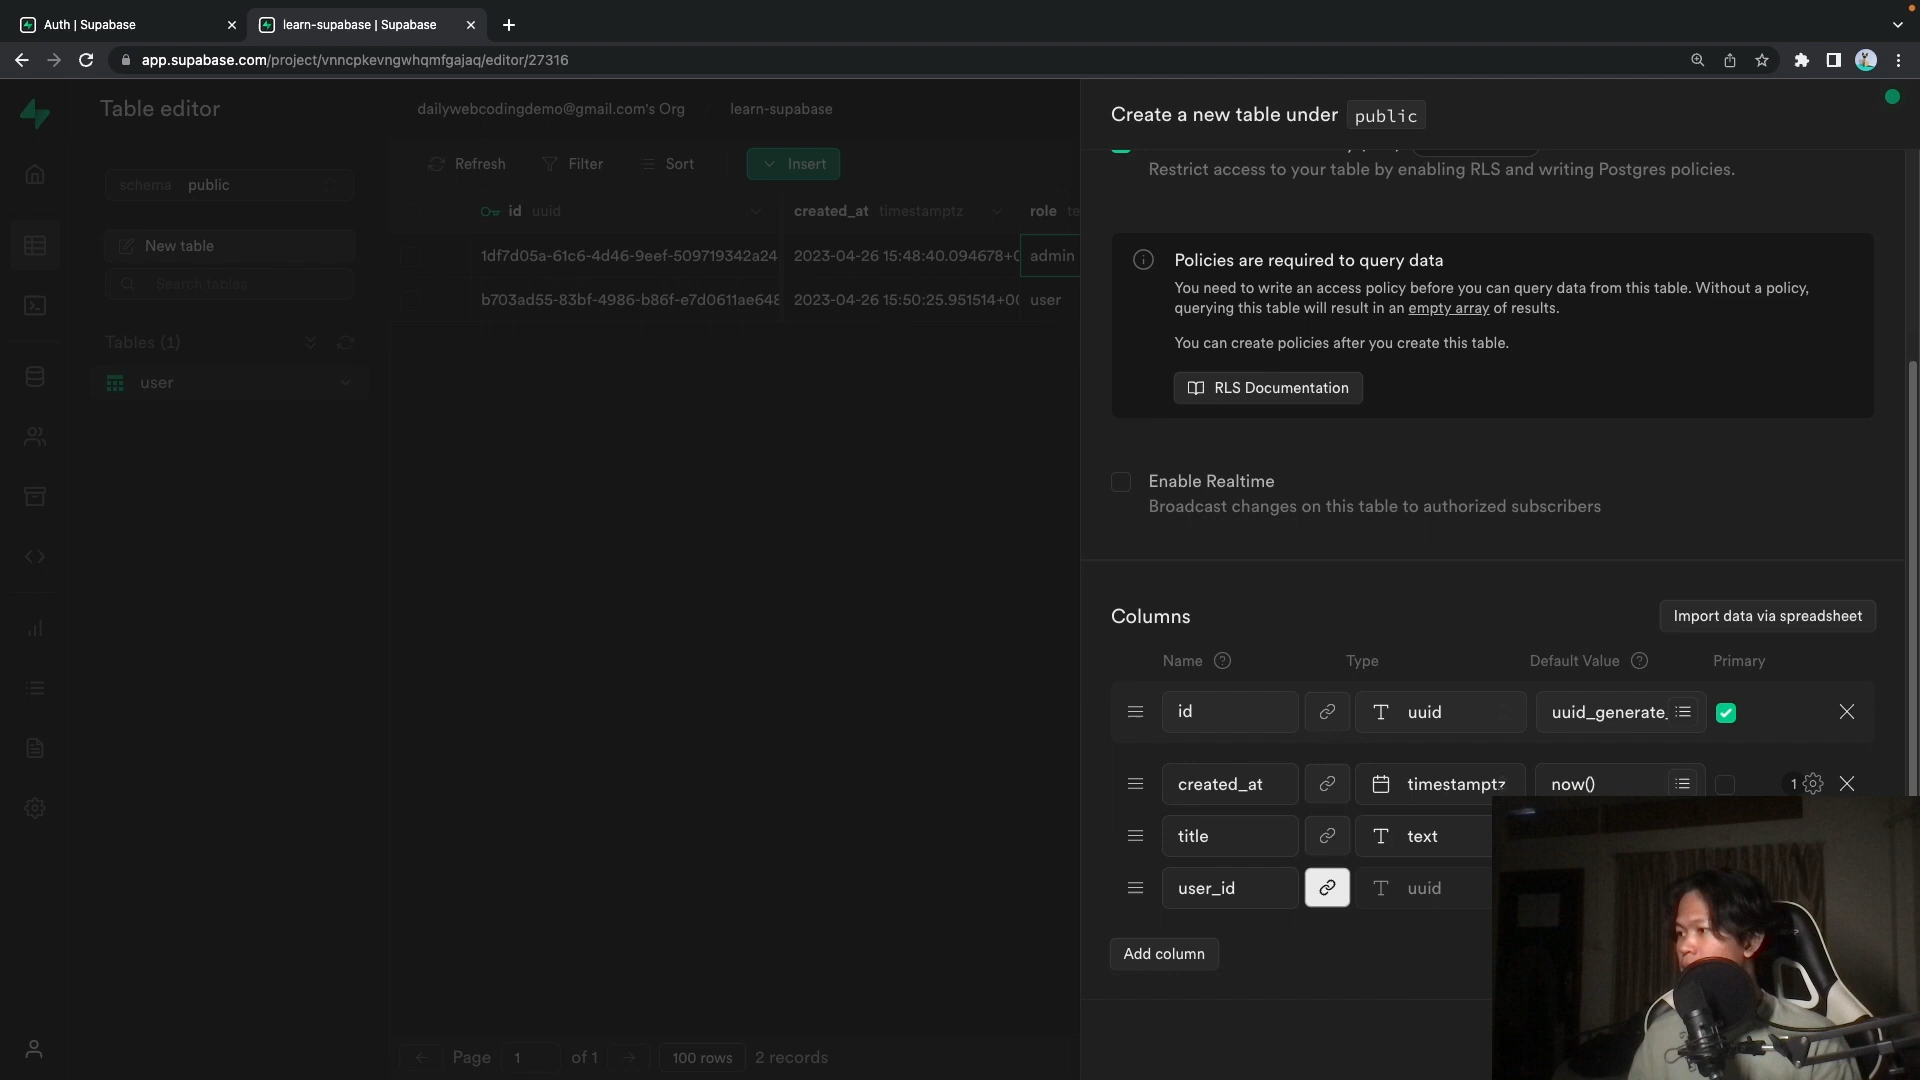 Auth | Supabase
learn-supabase | Supabase
app.supabase.com/project/vnncpkevngwhqmfgajaq/editor/27316
Table editor
dailywebcodingdemo@gmail.com's Org
learn-supabase
Create a new table under public
Refresh
Filter
Sort
Insert
Restrict access to your table by enabling RLS and writing Postgres policies.
schema public
id uuid
created_at timestamptz
role te
New table
1df7d05a-61c6-4d46-9eef-509719342a24
2023-04-26 15:48:40.094678+0
admin
Search tables
b703ad55-83bf-4986-b86f-e7d0611ae648
2023-04-26 15:50:25.951514+00
user
Tables (1)
user
Policies are required to query data
You need to write an access policy before you can query data from this table. Without a policy,
querying this table will result in an empty array of results.
You can create policies after you create this table.
RLS Documentation
Enable Realtime
Broadcast changes on this table to authorized subscribers
Columns
Import data via spreadsheet
Name
Type
Default Value
Primary
id
uuid
uuid_generate_
created_at
timestamptz
now()
1
title
text
user_id
uuid
Add column
Page 1 of 1
100 rows
2 records